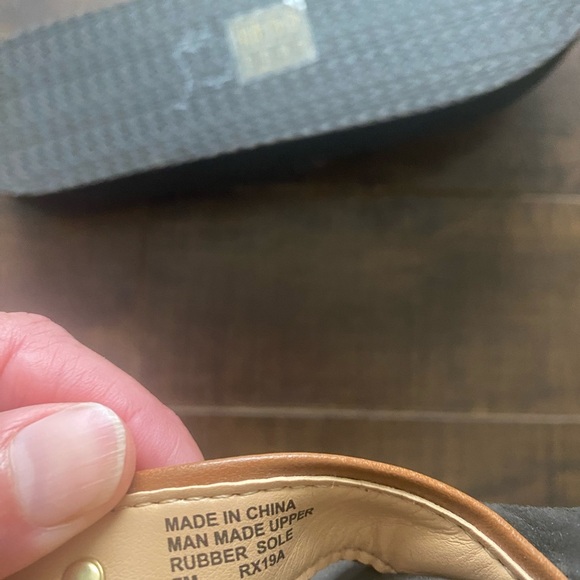 MADE IN CHINA
MAN MADE UPPER
RUBBER SOLE
RX19A